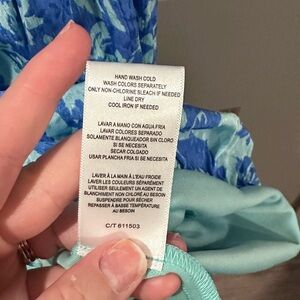 HAND WASH COLD
WASH COLORS SEPARATELY
ONLY NON-CHLORINE BLEACH IF NEEDED
LINE DRY
COOL IRON IF NEEDED
LAVAR A MANO CON AGUA FRIA
LAVAR COLORES SEPARADO
SOLAMENTE BLANQUEADOR SIN CLORO
SI SE NECESITA
SECAR COLGADO
USAR PLANCHA FRIA SI SE NECESITA
LAVER À LA MAIN À L'EAU FROIDE
LAVER LES COULEURS SÉPARÉMENT
UTILISER SEULEMENT UN AGENT DE
BLANCHIMENT NON CHLORÉ AU BESOIN
SUSPENDRE POUR SÉCHER
REPASSER À BASSE TEMPÉRATURE
AU BESOIN
C/T 611503